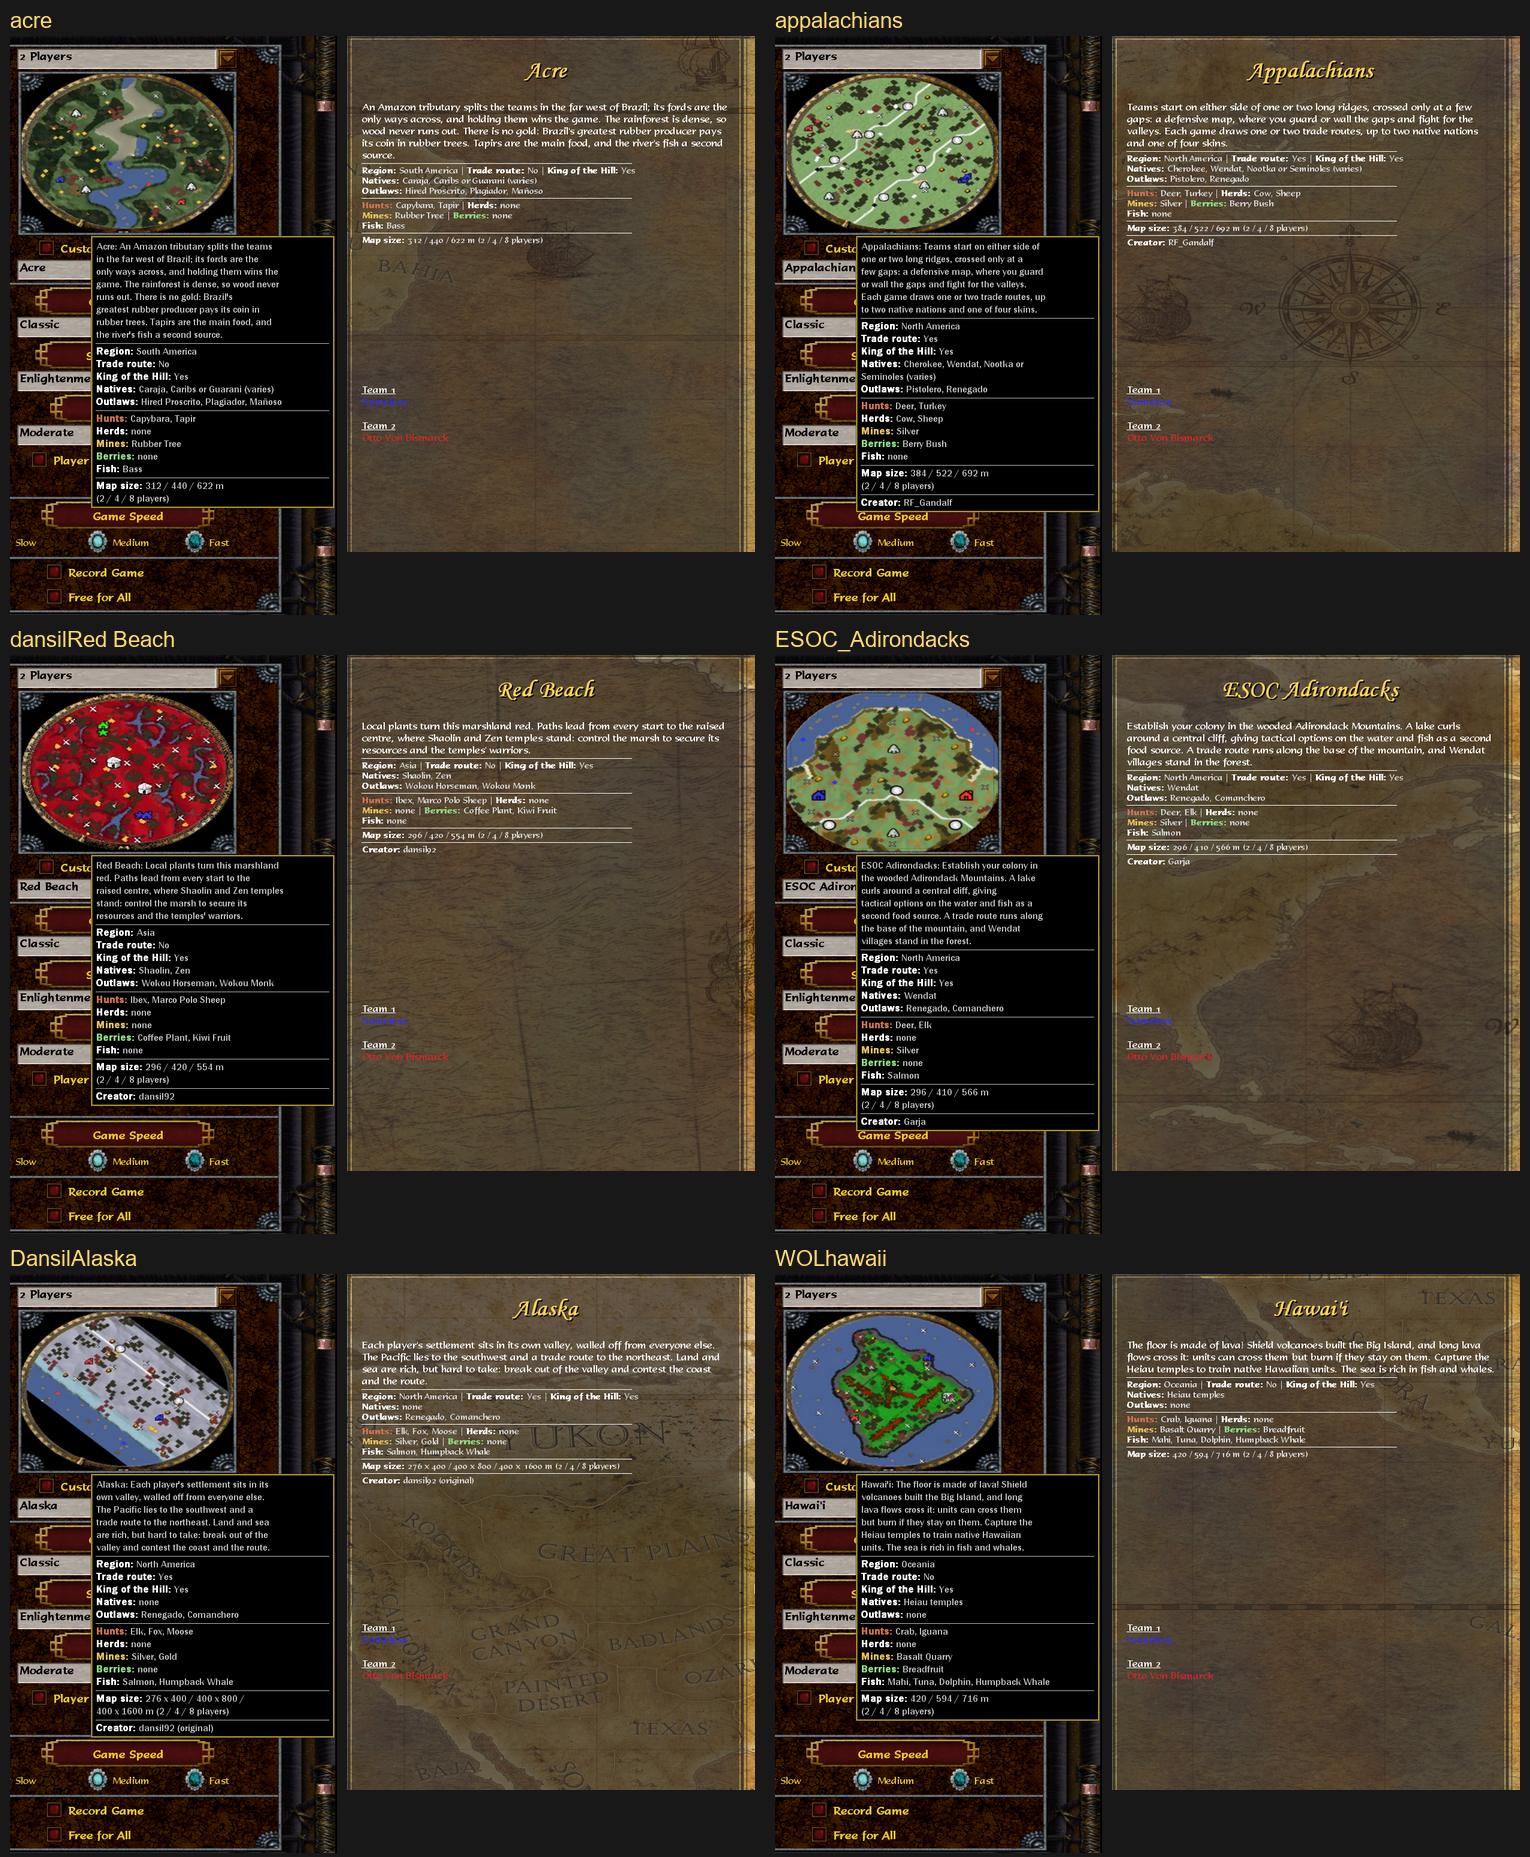 acre
2 Players
Custo
Acre
Classic
Enlightenme
Moderate
Player
Acre: An Amazon tributary splits the teams
in the far west of Brazil; its fords are the
only ways across, and holding them wins the
game. The rainforest is dense, so wood never
runs out. There is no gold: Brazil's
greatest rubber producer pays its coin in
rubber trees. Tapirs are the main food, and
the river's fish a second source.
Region: South America
Trade route: No
King of the Hill: Yes
Natives: Caraja, Caribs or Guarani (varies)
Outlaws: Hired Proscrito, Plagiador, Mañoso
Hunts: Capybara, Tapir
Herds: none
Mines: Rubber Tree
Berries: none
Fish: Bass
Map size: 312 / 440 / 622 m
(2 / 4 / 8 players)
Game Speed
Slow Medium Fast
Record Game
Free for All
Acre
An Amazon tributary splits the teams in the far west of Brazil; its fords are the
only ways across, and holding them wins the game. The rainforest is dense, so
wood never runs out. There is no gold: Brazil's greatest rubber producer pays
its coin in rubber trees. Tapirs are the main food, and the river's fish a second
source.
Region: South America | Trade route: No | King of the Hill: Yes
Natives: Caraja, Caribs or Guarani (varies)
Outlaws: Hired Proscrito, Plagiador, Mañoso
Hunts: Capybara, Tapir | Herds: none
Mines: Rubber Tree | Berries: none
Fish: Bass
Map size: 312 / 440 / 622 m (2 / 4 / 8 players)
BAHIA
Team 1
Team 2
Otto Von Bismarck
appalachians
2 Players
Custo
Appalachian
Classic
Enlightenme
Moderate
Player
Appalachians: Teams start on either side of
one or two long ridges, crossed only at a
few gaps: a defensive map, where you guard
or wall the gaps and fight for the valleys.
Each game draws one or two trade routes, up
to two native nations and one of four skins.
Region: North America
Trade route: Yes
King of the Hill: Yes
Natives: Cherokee, Wendat, Nootka or
Seminoles (varies)
Outlaws: Pistolero, Renegado
Hunts: Deer, Turkey
Herds: Cow, Sheep
Mines: Silver
Berries: Berry Bush
Fish: none
Map size: 384 / 522 / 692 m
(2 / 4 / 8 players)
Creator: RF_Gandalf
Game Speed
Slow Medium Fast
Record Game
Free for All
Appalachians
Teams start on either side of one or two long ridges, crossed only at a few
gaps: a defensive map, where you guard or wall the gaps and fight for the
valleys. Each game draws one or two trade routes, up to two native nations
and one of four skins.
Region: North America | Trade route: Yes | King of the Hill: Yes
Natives: Cherokee, Wendat, Nootka or Seminoles (varies)
Outlaws: Pistolero, Renegado
Hunts: Deer, Turkey | Herds: Cow, Sheep
Mines: Silver | Berries: Berry Bush
Fish: none
Map size: 384 / 522 / 692 m (2 / 4 / 8 players)
Creator: RF_Gandalf
W E
S
Team 1
Team 2
Otto Von Bismarck
dansilRed Beach
2 Players
Custo
Red Beach
Classic
Enlightenme
Moderate
Player
Red Beach: Local plants turn this marshland
red. Paths lead from every start to the
raised centre, where Shaolin and Zen temples
stand: control the marsh to secure its
resources and the temples' warriors.
Region: Asia
Trade route: No
King of the Hill: Yes
Natives: Shaolin, Zen
Outlaws: Wokou Horseman, Wokou Monk
Hunts: Ibex, Marco Polo Sheep
Herds: none
Mines: none
Berries: Coffee Plant, Kiwi Fruit
Fish: none
Map size: 296 / 420 / 554 m
(2 / 4 / 8 players)
Creator: dansil92
Game Speed
Slow Medium Fast
Record Game
Free for All
Red Beach
Local plants turn this marshland red. Paths lead from every start to the raised
centre, where Shaolin and Zen temples stand: control the marsh to secure its
resources and the temples' warriors.
Region: Asia | Trade route: No | King of the Hill: Yes
Natives: Shaolin, Zen
Outlaws: Wokou Horseman, Wokou Monk
Hunts: Ibex, Marco Polo Sheep | Herds: none
Mines: none | Berries: Coffee Plant, Kiwi Fruit
Fish: none
Map size: 296 / 420 / 554 m (2 / 4 / 8 players)
Creator: dansil92
Team 1
Team 2
Otto Von Bismarck
ESOC_Adirondacks
2 Players
Custo
ESOC Adiron
Classic
Enlightenme
Moderate
Player
ESOC Adirondacks: Establish your colony in
the wooded Adirondack Mountains. A lake
curls around a central cliff, giving
tactical options on the water and fish as a
second food source. A trade route runs along
the base of the mountain, and Wendat
villages stand in the forest.
Region: North America
Trade route: Yes
King of the Hill: Yes
Natives: Wendat
Outlaws: Renegado, Comanchero
Hunts: Deer, Elk
Herds: none
Mines: Silver
Berries: none
Fish: Salmon
Map size: 296 / 410 / 566 m
(2 / 4 / 8 players)
Creator: Garja
Game Speed
Slow Medium Fast
Record Game
Free for All
ESOC Adirondacks
Establish your colony in the wooded Adirondack Mountains. A lake curls
around a central cliff, giving tactical options on the water and fish as a second
food source. A trade route runs along the base of the mountain, and Wendat
villages stand in the forest.
Region: North America | Trade route: Yes | King of the Hill: Yes
Natives: Wendat
Outlaws: Renegado, Comanchero
Hunts: Deer, Elk | Herds: none
Mines: Silver | Berries: none
Fish: Salmon
Map size: 296 / 410 / 566 m (2 / 4 / 8 players)
Creator: Garja
W
Team 1
Team 2
Otto Von Bismarck
DansilAlaska
2 Players
Custo
Alaska
Classic
Enlightenme
Moderate
Player
Alaska: Each player's settlement sits in its
own valley, walled off from everyone else.
The Pacific lies to the southwest and a
trade route to the northeast. Land and sea
are rich, but hard to take: break out of the
valley and contest the coast and the route.
Region: North America
Trade route: Yes
King of the Hill: Yes
Natives: none
Outlaws: Renegado, Comanchero
Hunts: Elk, Fox, Moose
Herds: none
Mines: Silver, Gold
Berries: none
Fish: Salmon, Humpback Whale
Map size: 276 x 400 / 400 x 800 /
400 x 1600 m (2 / 4 / 8 players)
Creator: dansil92 (original)
Game Speed
Slow Medium Fast
Record Game
Free for All
Alaska
Each player's settlement sits in its own valley, walled off from everyone else.
The Pacific lies to the southwest and a trade route to the northeast. Land and
sea are rich, but hard to take: break out of the valley and contest the coast
and the route.
Region: North America | Trade route: Yes | King of the Hill: Yes
Natives: none
Outlaws: Renegado, Comanchero
Hunts: Elk, Fox, Moose | Herds: none
Mines: Silver, Gold | Berries: none
Fish: Salmon, Humpback Whale
Map size: 276 x 400 / 400 x 800 / 400 x 1600 m (2 / 4 / 8 players)
Creator: dansil92 (original)
YUKON
ROCKIES
GREAT PLAINS
GRAND
CANYON
BADLAND
PAINTED
DESERT
OZAR
TEXAS
BAJA
Team 1
Team 2
Otto Von Bismarck
WOLhawaii
2 Players
Custo
Hawai'i
Classic
Enlightenme
Moderate
Player
Hawai'i: The floor is made of lava! Shield
volcanoes built the Big Island, and long
lava flows cross it: units can cross them
but burn if they stay on them. Capture the
Heiau temples to train native Hawaiian
units. The sea is rich in fish and whales.
Region: Oceania
Trade route: No
King of the Hill: Yes
Natives: Heiau temples
Outlaws: none
Hunts: Crab, Iguana
Herds: none
Mines: Basalt Quarry
Berries: Breadfruit
Fish: Mahi, Tuna, Dolphin, Humpback Whale
Map size: 420 / 594 / 716 m
(2 / 4 / 8 players)
Game Speed
Slow Medium Fast
Record Game
Free for All
TEXAS
Hawai'i
The floor is made of lava! Shield volcanoes built the Big Island, and long lava
flows cross it: units can cross them but burn if they stay on them. Capture the
Heiau temples to train native Hawaiian units. The sea is rich in fish and whales.
Region: Oceania | Trade route: No | King of the Hill: Yes
Natives: Heiau temples
Outlaws: none
Hunts: Crab, Iguana | Herds: none
Mines: Basalt Quarry | Berries: Breadfruit
Fish: Mahi, Tuna, Dolphin, Humpback Whale
Map size: 420 / 594 / 716 m (2 / 4 / 8 players)
Team 1
Team 2
Otto Von Bismarck